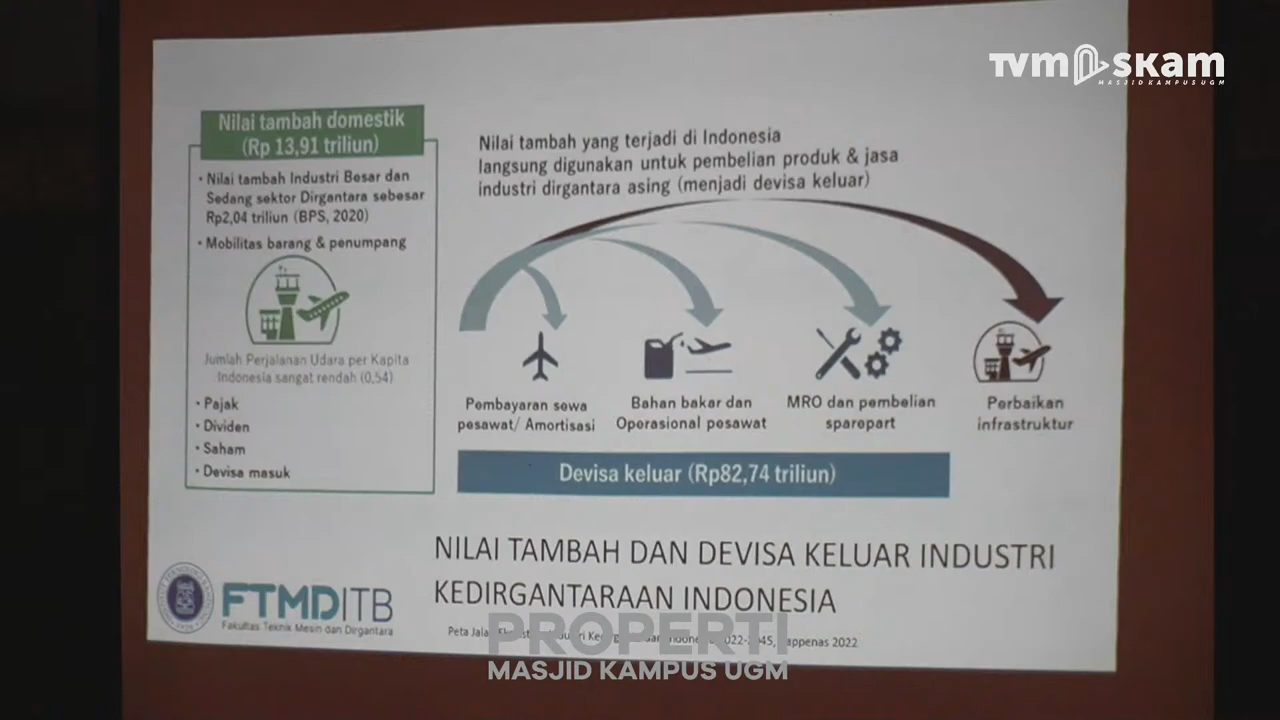 TVM SKAM
MASJID KAMPUS UGM
Nilai tambah domestik
(Rp 13,91 triliun)
• Nilai tambah Industri Besar dan
Sedang sektor Dirgantara sebesar
Rp2,04 triliun (BPS, 2020)
• Mobilitas barang & penumpang
Jumlah Perjalanan Udara per Kapita
Indonesia sangat rendah (0,54)
• Pajak
• Dividen
• Saham
• Devisa masuk
Nilai tambah yang terjadi di Indonesia
langsung digunakan untuk pembelian produk & jasa
industri dirgantara asing (menjadi devisa keluar)
Pembayaran sewa
pesawat/ Amortisasi
Bahan bakar dan
Operasional pesawat
MRO dan pembelian
sparepart
Perbaikan
infrastruktur
Devisa keluar (Rp82,74 triliun)
NILAI TAMBAH DAN DEVISA KELUAR INDUSTRI
KEDIRGANTARAAN INDONESIA
FTMD ITB
Fakultas Teknik Mesin dan Dirgantara
Peta Jalan 2022-2045, Bappenas 2022
PROPERTI
MASJID KAMPUS UGM